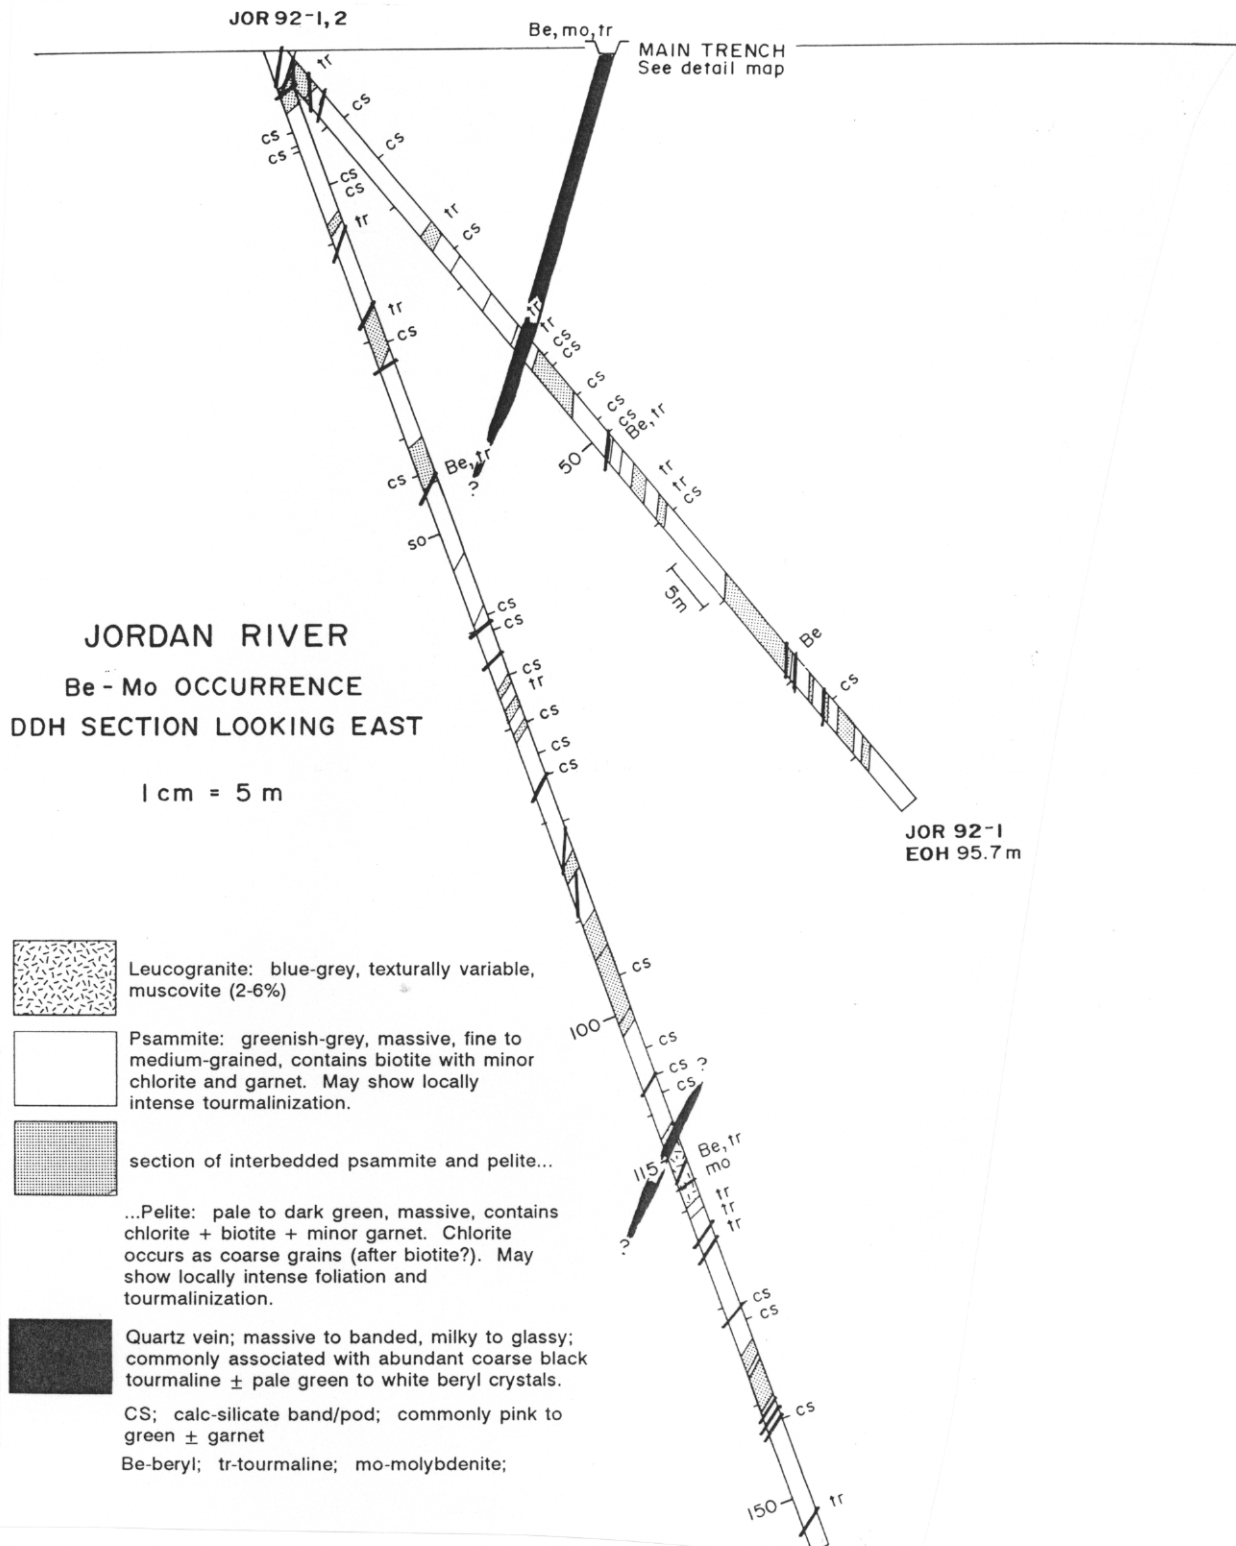 JOR 92-1, 2
Be, mo, tr
MAIN TRENCH
See detail map
tr
cs
cs
cs
cs
cs
cs
tr
tr
cs
tr
cs
tr
tr
cs
cs
cs
cs
cs
Be, tr
50
tr
tr
cs
5m
Be
cs
JOR 92-1
EOH 95.7 m
cs
Be, tr
?
50
cs
cs
cs
tr
cs
cs
cs
JORDAN RIVER
Be - Mo OCCURRENCE
DDH SECTION LOOKING EAST
1 cm = 5 m
cs
100
cs
cs
cs
?
115
Be, tr
mo
tr
tr
tr
?
cs
cs
cs
150
tr
Leucogranite: blue-grey, texturally variable,
muscovite (2-6%)
Psammite: greenish-grey, massive, fine to
medium-grained, contains biotite with minor
chlorite and garnet. May show locally
intense tourmalinization.
section of interbedded psammite and pelite...
...Pelite: pale to dark green, massive, contains
chlorite + biotite + minor garnet. Chlorite
occurs as coarse grains (after biotite?). May
show locally intense foliation and
tourmalinization.
Quartz vein; massive to banded, milky to glassy;
commonly associated with abundant coarse black
tourmaline ± pale green to white beryl crystals.
CS; calc-silicate band/pod; commonly pink to
green ± garnet
Be-beryl; tr-tourmaline; mo-molybdenite;